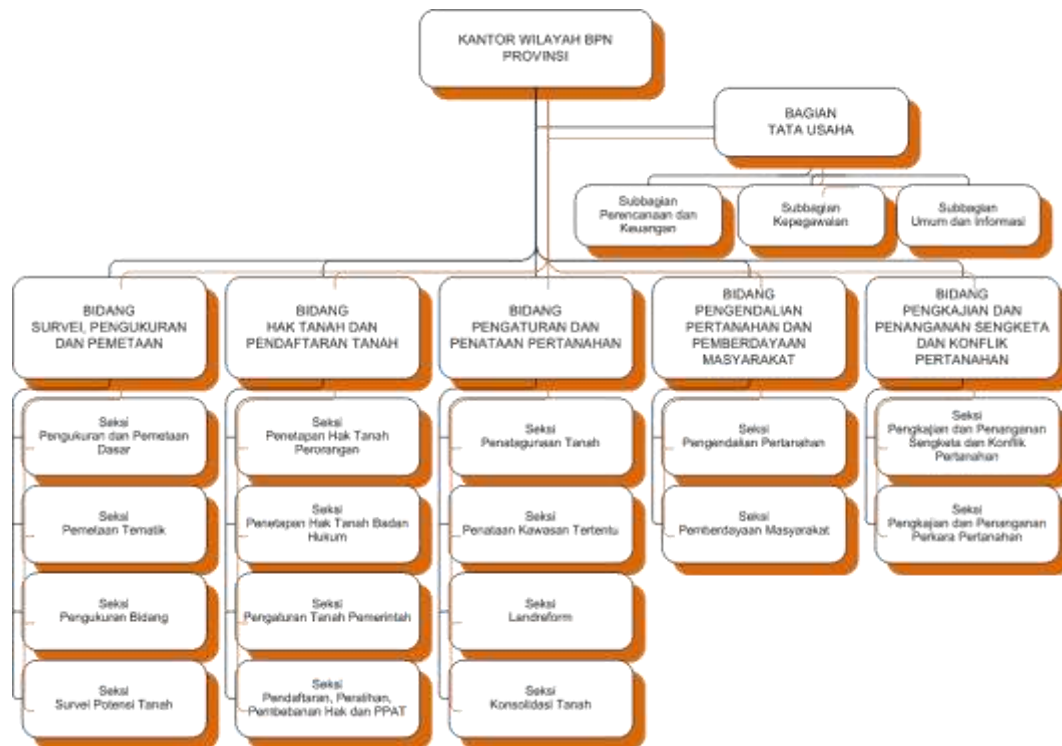 KANTOR WILAYAH BPN
PROVINSI
BAGIAN
TATA USAHA
Subbagian
Perencanaan dan
Keuangan
Subbagian
Kepegawaian
Subbagian
Umum dan Informasi
BIDANG
SURVEI, PENGUKURAN
DAN PEMETAAN
BIDANG
HAK TANAH DAN
PENDAFTARAN TANAH
BIDANG
PENGATURAN DAN
PENATAAN PERTANAHAN
BIDANG
PENGENDALIAN
PERTANAHAN DAN
PEMBERDAYAAN
MASYARAKAT
BIDANG
PENGKAJIAN DAN
PENANGANAN SENGKETA
DAN KONFLIK
PERTANAHAN
Seksi
Pengukuran dan Pemetaan
Dasar
Seksi
Penetapan Hak Tanah
Perorangan
Seksi
Penatagunaan Tanah
Seksi
Pengendalian Pertanahan
Seksi
Pengkajian dan Penanganan
Sengketa dan Konflik
Pertanahan
Seksi
Pemetaan Tematik
Seksi
Penetapan Hak Tanah Badan
Hukum
Seksi
Penataan Kawasan Tertentu
Seksi
Pemberdayaan Masyarakat
Seksi
Pengkajian dan Penanganan
Perkara Pertanahan
Seksi
Pengukuran Bidang
Seksi
Pengaturan Tanah Pemerintah
Seksi
Landreform
Seksi
Survei Potensi Tanah
Seksi
Pendaftaran, Peralihan,
Pembebanan Hak dan PPAT
Seksi
Konsolidasi Tanah